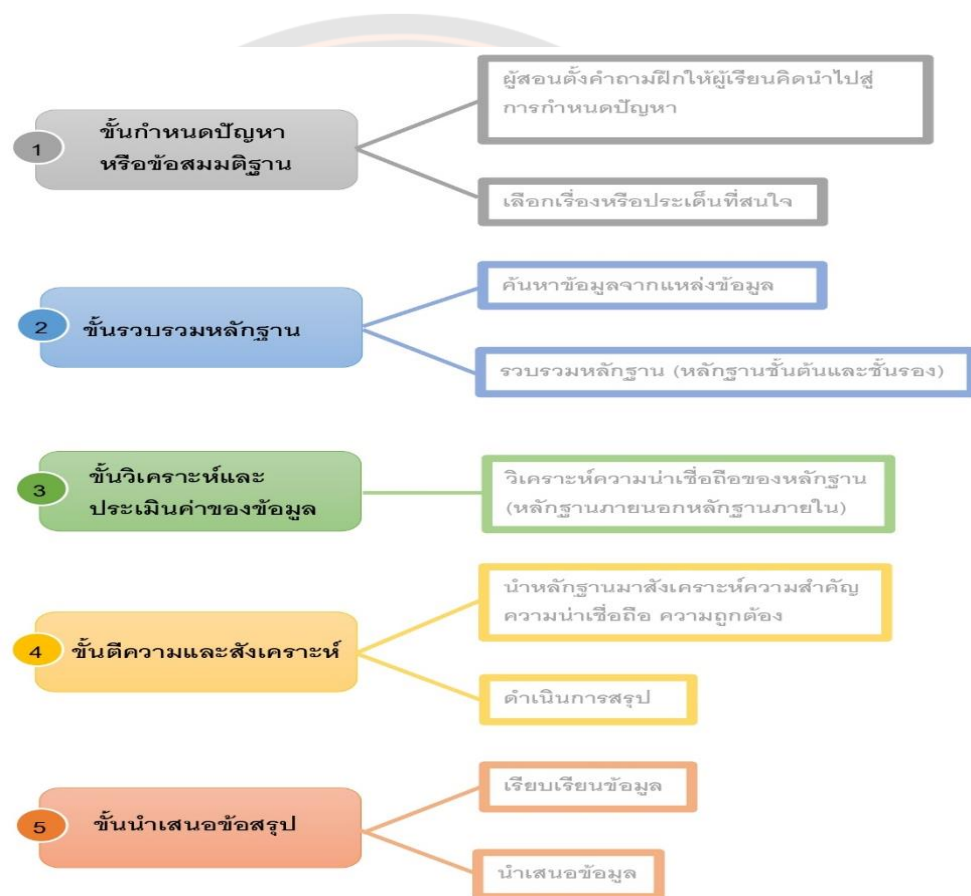 1
ขั้นกำหนดปัญหา
หรือข้อสมมติฐาน
ผู้สอนตั้งคำถามฝึกให้ผู้เรียนคิดนำไปสู่
การกำหนดปัญหา
เลือกเรื่องหรือประเด็นที่สนใจ
2
ขั้นรวบรวมหลักฐาน
ค้นหาข้อมูลจากแหล่งข้อมูล
รวบรวมหลักฐาน (หลักฐานชั้นต้นและชั้นรอง)
3
ขั้นวิเคราะห์และ
ประเมินค่าของข้อมูล
วิเคราะห์ความน่าเชื่อถือของหลักฐาน
(หลักฐานภายนอกหลักฐานภายใน)
4
ขั้นตีความและสังเคราะห์
นำหลักฐานมาสังเคราะห์ความสำคัญ
ความน่าเชื่อถือ ความถูกต้อง
ดำเนินการสรุป
5
ขั้นนำเสนอข้อสรุป
เรียบเรียนข้อมูล
นำเสนอข้อมูล